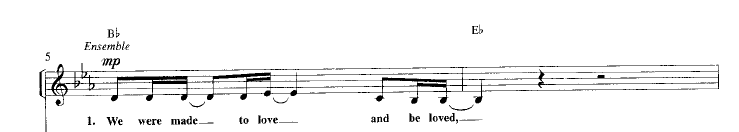 B♭ E♭
Ensemble
5
mp
1. We were made to love and be loved,